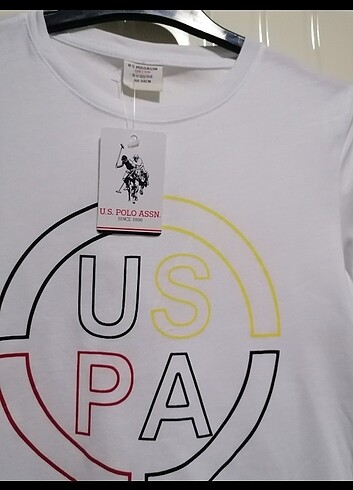 U.S. POLO ASSN.
SINCE 1890
US
PA